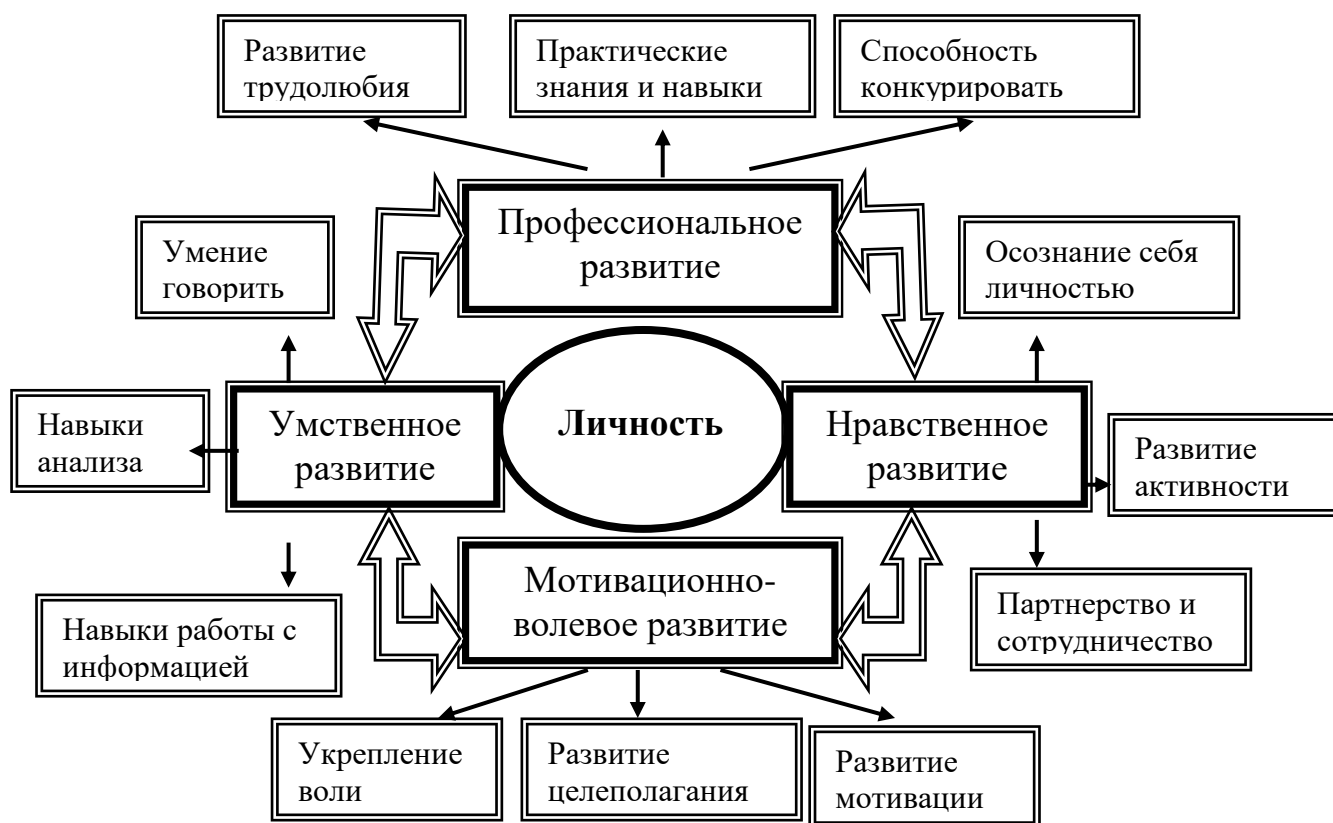 Развитие
трудолюбия
Практические
знания и навыки
Способность
конкурировать
Профессиональное
развитие
Умение
говорить
Осознание себя
личностью
Навыки
анализа
Умственное
развитие
Личность
Нравственное
развитие
Развитие
активности
Навыки работы с
информацией
Мотивационно-
волевое развитие
Партнерство и
сотрудничество
Укрепление
воли
Развитие
целеполагания
Развитие
мотивации